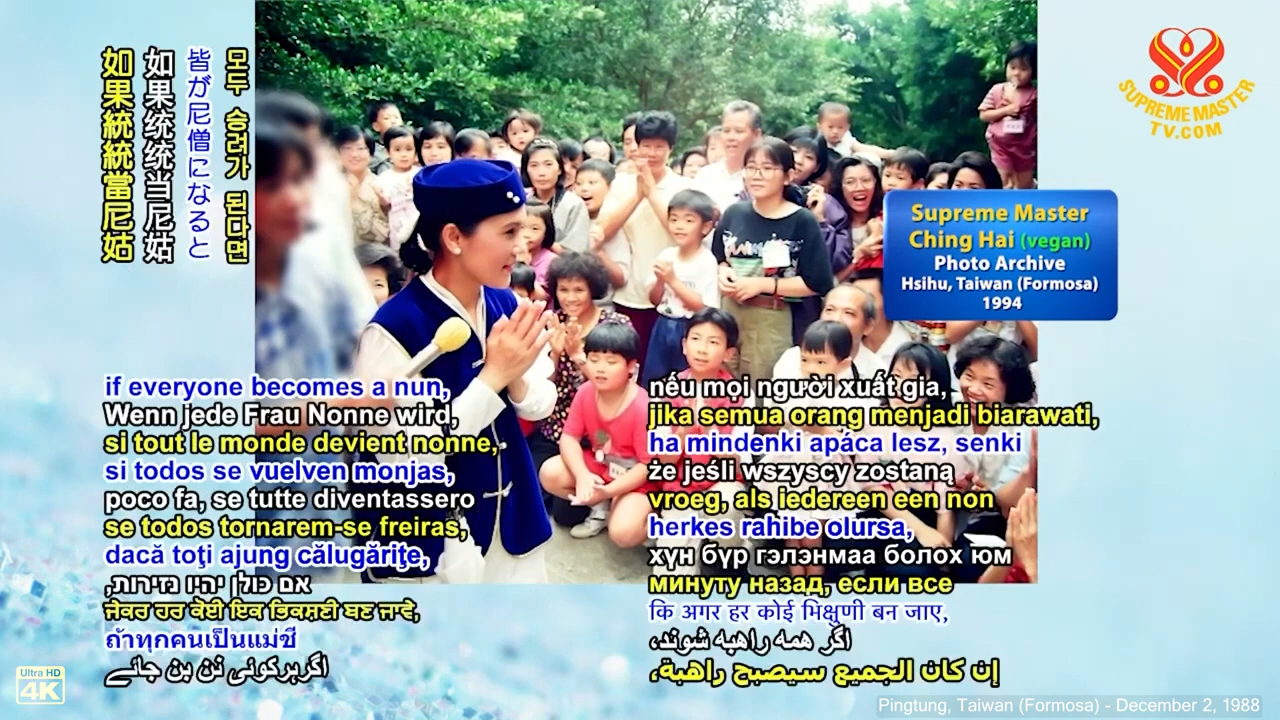 如果統統當尼姑
如果统统当尼姑
皆が尼僧になると
모두 승려가 된다면
SUPREME MASTER
TV.COM
Supreme Master
Ching Hai (vegan)
Photo Archive
Hsihu, Taiwan (Formosa)
1994
if everyone becomes a nun,
Wenn jede Frau Nonne wird,
si tout le monde devient nonne,
si todos se vuelven monjas,
poco fa, se tutte diventassero
se todos tornarem-se freiras,
dacă toţi ajung călugăriţe,
אם כולן יהיו נזירות,
ਜੇਕਰ ਹਰ ਕੋਈ ਇਕ ਭਿਕਸ਼ਣੀ ਬਣ ਜਾਵੇ,
ถ้าทุกคนเป็นแม่ชี
اگر ہر کوئی نن بن جائے
nếu mọi người xuất gia,
jika semua orang menjadi biarawati,
ha mindenki apáca lesz, senki
że jeśli wszyscy zostaną
vroeg, als iedereen een non
herkes rahibe olursa,
хүн бүр гэлэнмаа болох юм
минуту назад, если все
कि अगर हर कोई भिक्षुणी बन जाए,
اگر همه راهبه شوند،
إن كان الجميع سيصبح راهبة،
Ultra HD
4K
Pingtung, Taiwan (Formosa) - December 2, 1988